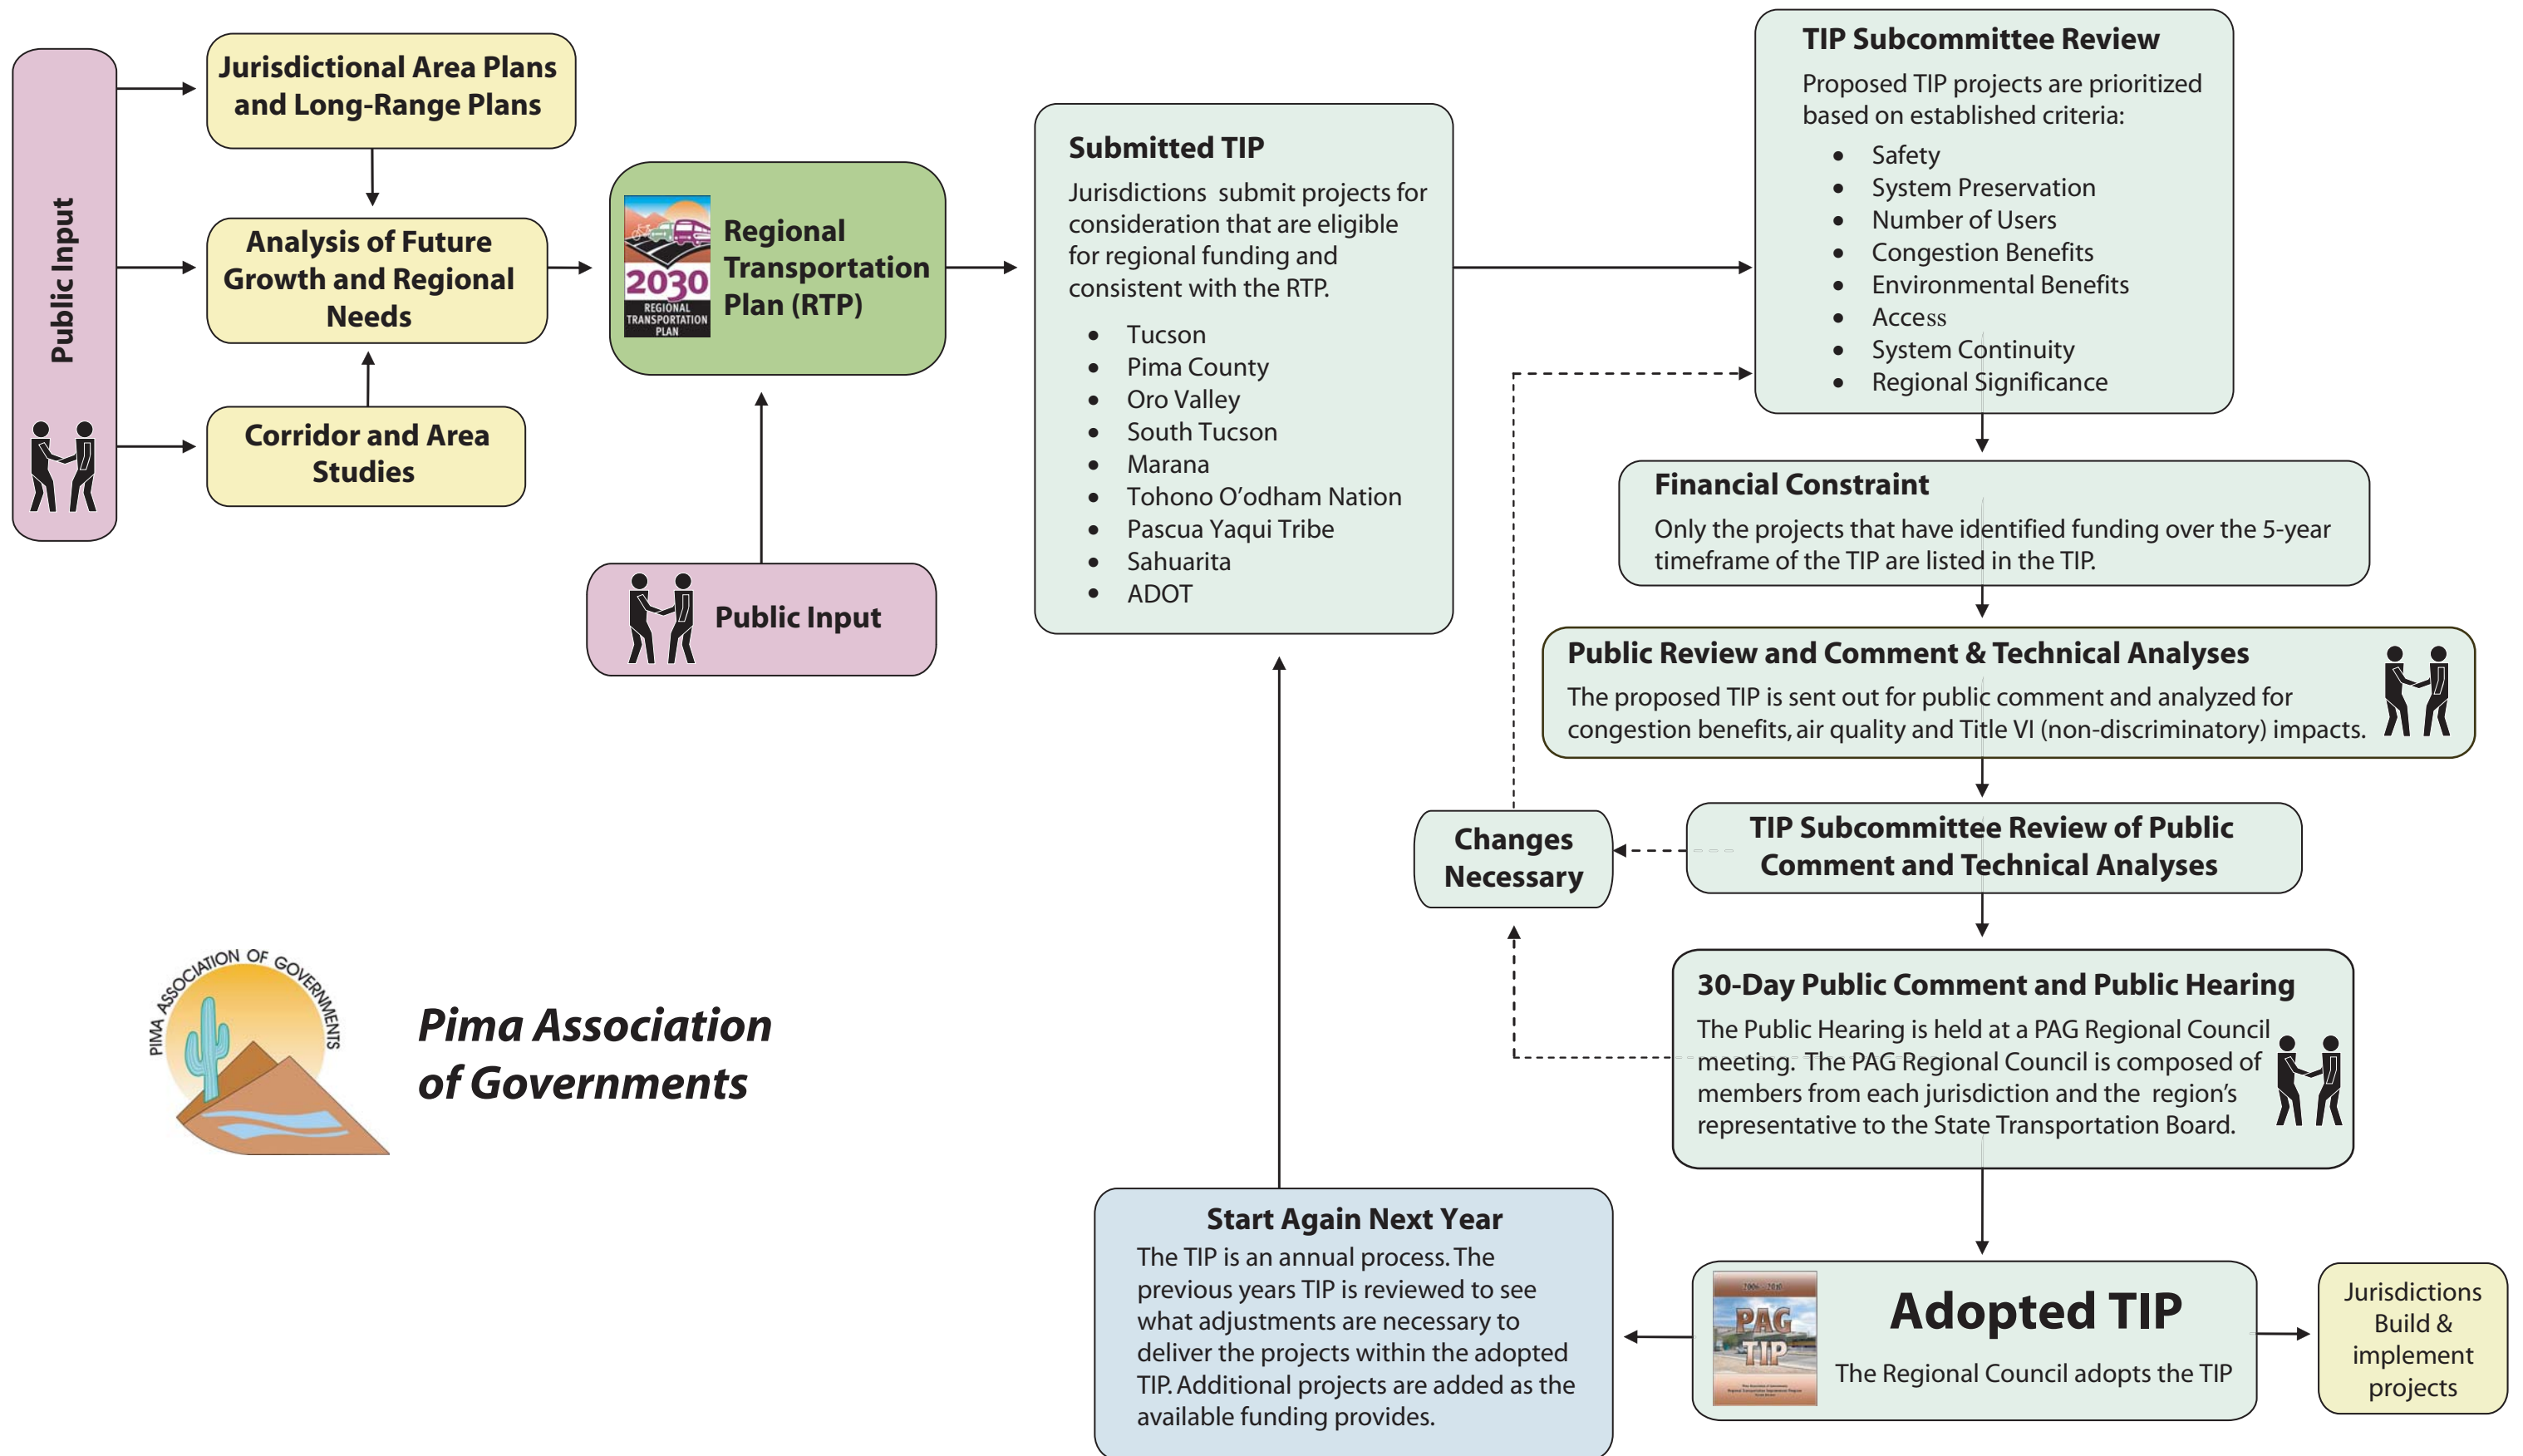 Public Input
Jurisdictional Area Plans
and Long-Range Plans
Analysis of Future
Growth and Regional
Needs
Corridor and Area
Studies
2030
REGIONAL
TRANSPORTATION
PLAN
Regional
Transportation
Plan (RTP)
Public Input
Submitted TIP
Jurisdictions submit projects for
consideration that are eligible
for regional funding and
consistent with the RTP.
• Tucson
• Pima County
• Oro Valley
• South Tucson
• Marana
• Tohono O’odham Nation
• Pascua Yaqui Tribe
• Sahuarita
• ADOT
TIP Subcommittee Review
Proposed TIP projects are prioritized
based on established criteria:
• Safety
• System Preservation
• Number of Users
• Congestion Benefits
• Environmental Benefits
• Access
• System Continuity
• Regional Significance
Financial Constraint
Only the projects that have identified funding over the 5-year
timeframe of the TIP are listed in the TIP.
Public Review and Comment & Technical Analyses
The proposed TIP is sent out for public comment and analyzed for
congestion benefits, air quality and Title VI (non-discriminatory) impacts.
Changes
Necessary
TIP Subcommittee Review of Public
Comment and Technical Analyses
30-Day Public Comment and Public Hearing
The Public Hearing is held at a PAG Regional Council
meeting. The PAG Regional Council is composed of
members from each jurisdiction and the region’s
representative to the State Transportation Board.
PIMA ASSOCIATION OF GOVERNMENTS
Pima Association
of Governments
Start Again Next Year
The TIP is an annual process. The
previous years TIP is reviewed to see
what adjustments are necessary to
deliver the projects within the adopted
TIP. Additional projects are added as the
available funding provides.
PAG
TIP
Adopted TIP
The Regional Council adopts the TIP
Jurisdictions
Build &
implement
projects